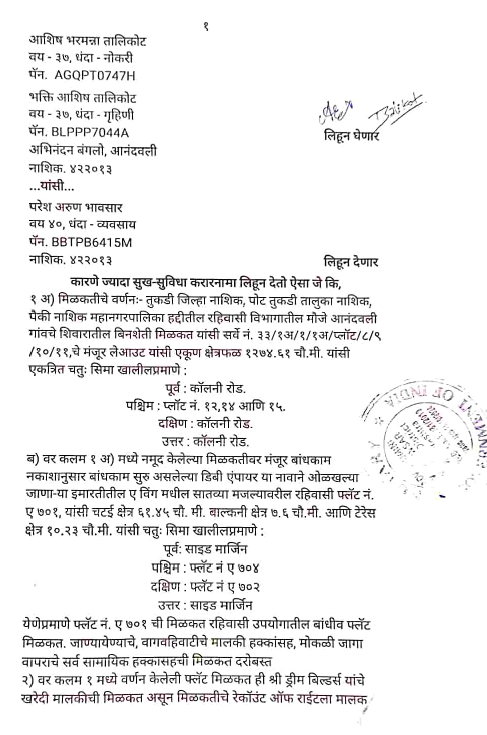 १
आशिष भरमन्ना तालिकोट
वय - ३७, धंदा - नोकरी
पॅन. AGQPT0747H
भक्ति आशिष तालिकोट
वय - ३७, धंदा - गृहिणी
पॅन. BLPPP7044A
लिहून घेणार
अभिनंदन बंगलो, आनंदवली
नाशिक. ४२२०१३
...यांसी...
परेश अरुण भावसार
वय ४०, धंदा - व्यवसाय
पॅन. BBTPB6415M
नाशिक. ४२२०१३ लिहून देणार
कारणे ज्यादा सुख-सुविधा करारनामा लिहून देतो ऐसा जे कि,
१ अ) मिळकतीचे वर्णनः- तुकडी जिल्हा नाशिक, पोट तुकडी तालुका नाशिक,
पैकी नाशिक महानगरपालिका हद्दीतील रहिवासी विभागातील मौजे आनंदवली
गांवचे शिवारातील बिनशेती मिळकत यांसी सर्वे नं. ३३/१अ/१/१अ/प्लॉट/८/९
/१०/११,चे मंजूर लेआउट यांसी एकूण क्षेत्रफळ १२७४.६१ चौ.मी. यांसी
एकत्रित चतुः सिमा खालीलप्रमाणे :
पूर्व : कॉलनी रोड.
पश्चिम : प्लॉट नं. १२,१४ आणि १५.
दक्षिण : कॉलनी रोड.
उत्तर : कॉलनी रोड.
ब) वर कलम १ अ) मध्ये नमूद केलेल्या मिळकतीवर मंजूर बांधकाम
नकाशानुसार बांधकाम सुरु असलेल्या डिबी एंपायर या नावाने ओळखल्या
जाणा-या इमारतीतील ए विंग मधील सातव्या मजल्यावरील रहिवासी फ्लॅट नं.
ए ७०१, यांसी चटई क्षेत्र ६१.४५ चौ. मी. बाल्कनी क्षेत्र ७.६ चौ.मी. आणि टेरेस
क्षेत्र १०.२३ चौ.मी. यांसी चतुः सिमा खालीलप्रमाणे :
पूर्व: साइड मार्जिन
पश्चिम : फ्लॅट नं ए ७०४
दक्षिण : फ्लॅट नं ए ७०२
उत्तर : साइड मार्जिन
येणेप्रमाणे फ्लॅट नं. ए ७०१ ची मिळकत रहिवासी उपयोगातील बांधीव फ्लॅट
मिळकत. जाण्यायेण्याचे, वागवहिवाटीचे मालकी हक्कांसह, मोकळी जागा
वापराचे सर्व सामायिक हक्कासहची मिळकत दरोबस्त
२) वर कलम १ मध्ये वर्णन केलेली फ्लॅट मिळकत ही श्री ड्रीम बिल्डर्स यांचे
खरेदी मालकीची मिळकत असून मिळकतीचे रेकॉउंट ऑफ राईटला मालक